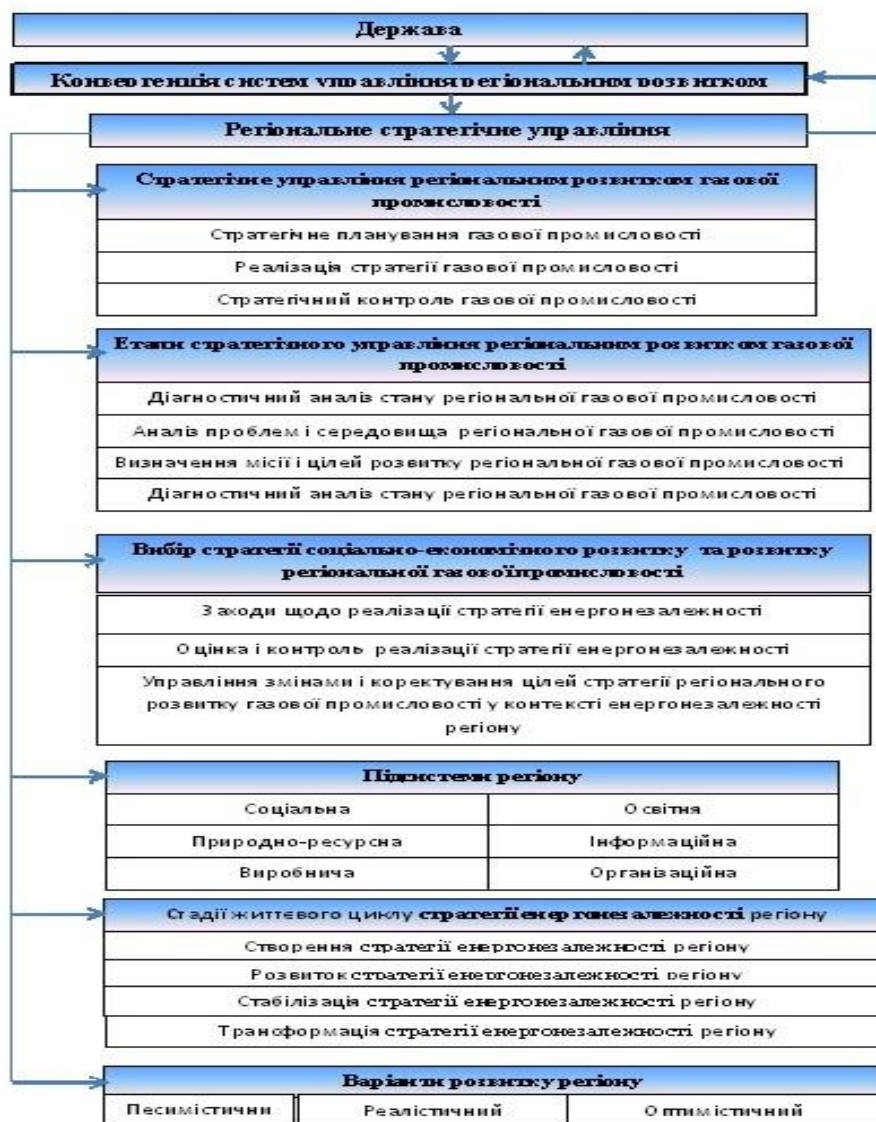 Держава
Конвергенція систем управління регіональним розвитком
Регіональне стратегічне управління
Стратегічне управління регіональним розвитком газової
промисловості
Стратегічне планування газової промисловості
Реалізація стратегії газової промисловості
Стратегічний контроль газової промисловості
Етапи стратегічного управління регіональним розвитком газової
промисловості
Діагностичний аналіз стану регіональної газової промисловості
Аналіз проблем і середовища регіональної газової промисловості
Визначення місії і цілей розвитку регіональної газової промисловості
Діагностичний аналіз стану регіональної газової промисловості
Вибір стратегії соціально-економічного розвитку та розвитку
регіональної газової промисловості
Заходи щодо реалізації стратегії енергонезалежності
Оцінка і контроль реалізації стратегії енергонезалежності
Управління змінами і коректування цілей стратегії регіонального
розвитку газової промисловості у контексті енергонезалежності
регіону
Підсистеми регіону
Соціальна Освітня
Природно-ресурсна Інформаційна
Виробнича Організаційна
Стадії життєвого циклу стратегії енергонезалежності регіону
Створення стратегії енергонезалежності регіону
Розвиток стратегії енергонезалежності регіону
Стабілізація стратегії енергонезалежності регіону
Трансформація стратегії енергонезалежності регіону
Варіанти розвитку регіону
Песимістични Реалістичний Оптимістичний